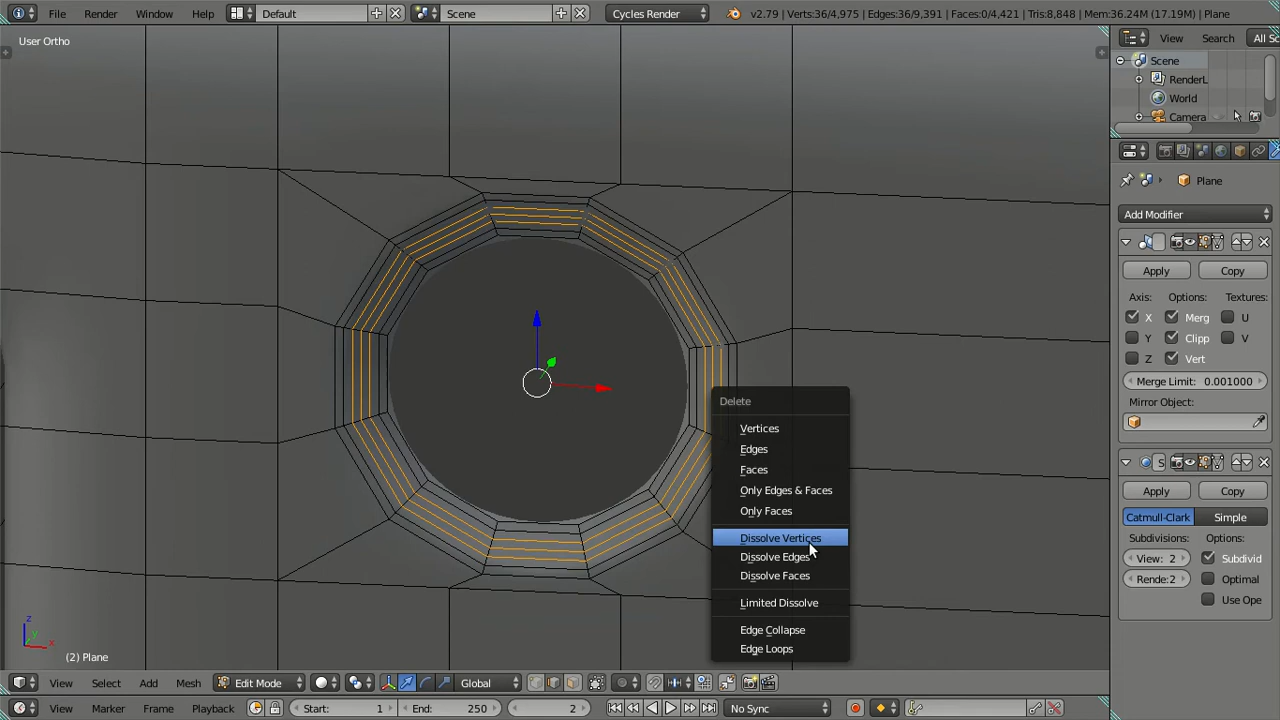 File Render Window Help Default Scene Cycles Render v2.79 | Verts:36/4,975 | Edges:36/9,391 | Faces:0/4,421 | Tris:8,848 | Mem:36.24M (17.19M) | Plane
User Ortho
View Search All Sc
Scene
RenderL
World
Camera
Plane
Add Modifier
Apply Copy
Axis: Options: Textures:
X Merg U
Y Clipp V
Z Vert
Merge Limit: 0.001000
Mirror Object:
S
Apply Copy
Catmull-Clark Simple
Subdivisions: Options:
View: 2 Subdivid
Rende:2 Optimal
Use Ope
Delete
Vertices
Edges
Faces
Only Edges & Faces
Only Faces
Dissolve Vertices
Dissolve Edges
Dissolve Faces
Limited Dissolve
Edge Collapse
Edge Loops
z
y
x
(2) Plane
View Select Add Mesh Edit Mode Global
View Marker Frame Playback Start: 1 End: 250 2 No Sync